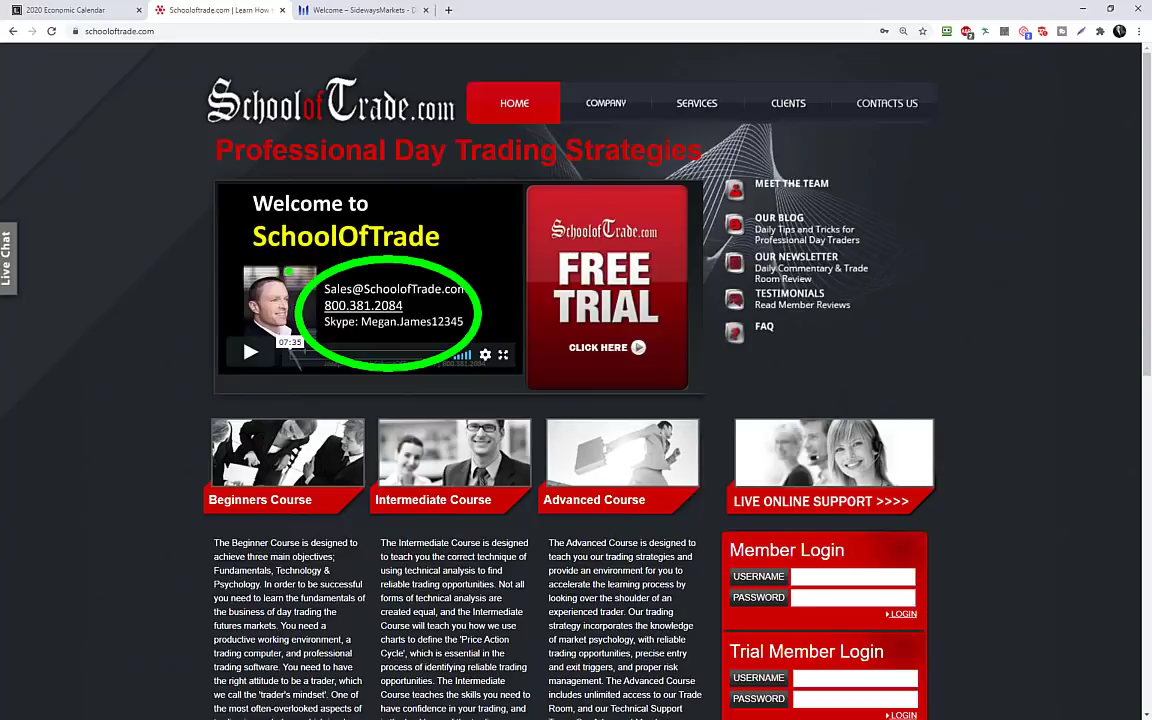 2020 Economic Calendar
Schooloftrade.com | Learn How
Welcome – SidewaysMarkets - D
schooloftrade.com
SchoolofTrade.com
HOME
COMPANY
SERVICES
CLIENTS
CONTACTS US
Professional Day Trading Strategies
Welcome to
SchoolOfTrade
Sales@SchoolofTrade.com
800.381.2084
Skype: Megan.James12345
07:35
SchoolofTrade.com
FREE
TRIAL
CLICK HERE
MEET THE TEAM
OUR BLOG
Daily Tips and Tricks for
Professional Day Traders
OUR NEWSLETTER
Daily Commentary & Trade
Room Review
TESTIMONIALS
Read Member Reviews
FAQ
Live Chat
Beginners Course
The Beginner Course is designed to
achieve three main objectives;
Fundamentals, Technology &
Psychology. In order to be successful
you need to learn the fundamentals of
the business of day trading the
futures markets. You need a
productive working environment, a
trading computer, and professional
trading software. You need to have
the right attitude to be a trader, which
we call the 'trader's mindset'. One of
the most often-overlooked aspects of
Intermediate Course
The Intermediate Course is designed
to teach you the correct technique of
using technical analysis to find
reliable trading opportunities. Not all
forms of technical analysis are
created equal, and the Intermediate
Course will teach you how we use
charts to define the 'Price Action
Cycle', which is essential in the
process of identifying reliable trading
opportunities. The Intermediate
Course teaches the skills you need to
have confidence in your trading, and
Advanced Course
The Advanced Course is designed to
teach you our trading strategies and
provide an environment for you to
accelerate the learning process by
looking over the shoulder of an
experienced trader. Our trading
strategy incorporates the knowledge
of market psychology, with reliable
trading opportunities, precise entry
and exit triggers, and proper risk
management. The Advanced Course
includes unlimited access to our Trade
Room, and our Technical Support
LIVE ONLINE SUPPORT >>>>
Member Login
USERNAME
PASSWORD
LOGIN
Trial Member Login
USERNAME
PASSWORD
LOGIN